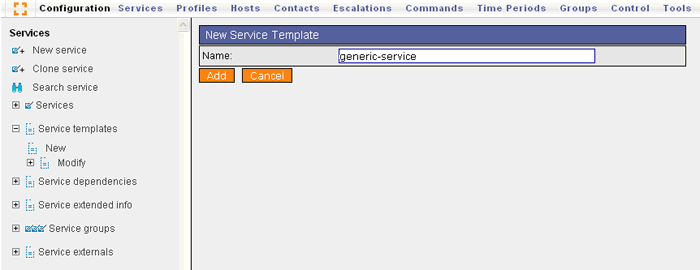 Configuration Services Profiles Hosts Contacts Escalations Commands Time Periods Groups Control Tools
Services
New service
Clone service
Search service
Services
Service templates
New
Modify
Service dependencies
Service extended info
Service groups
Service externals
New Service Template
Name: generic-service
Add Cancel